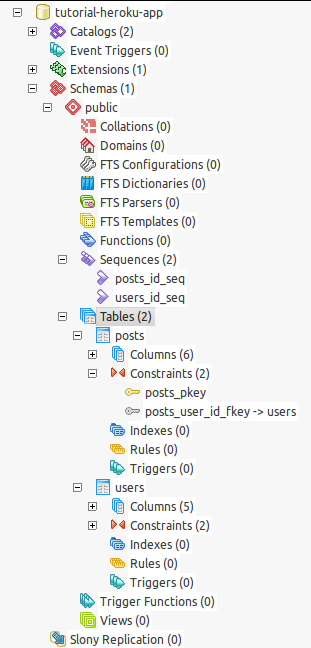 tutorial-heroku-app
Catalogs (2)
Event Triggers (0)
Extensions (1)
Schemas (1)
public
Collations (0)
Domains (0)
FTS Configurations (0)
FTS Dictionaries (0)
FTS Parsers (0)
FTS Templates (0)
Functions (0)
Sequences (2)
posts_id_seq
users_id_seq
Tables (2)
posts
Columns (6)
Constraints (2)
posts_pkey
posts_user_id_fkey -> users
Indexes (0)
Rules (0)
Triggers (0)
users
Columns (5)
Constraints (2)
Indexes (0)
Rules (0)
Triggers (0)
Trigger Functions (0)
Views (0)
Slony Replication (0)